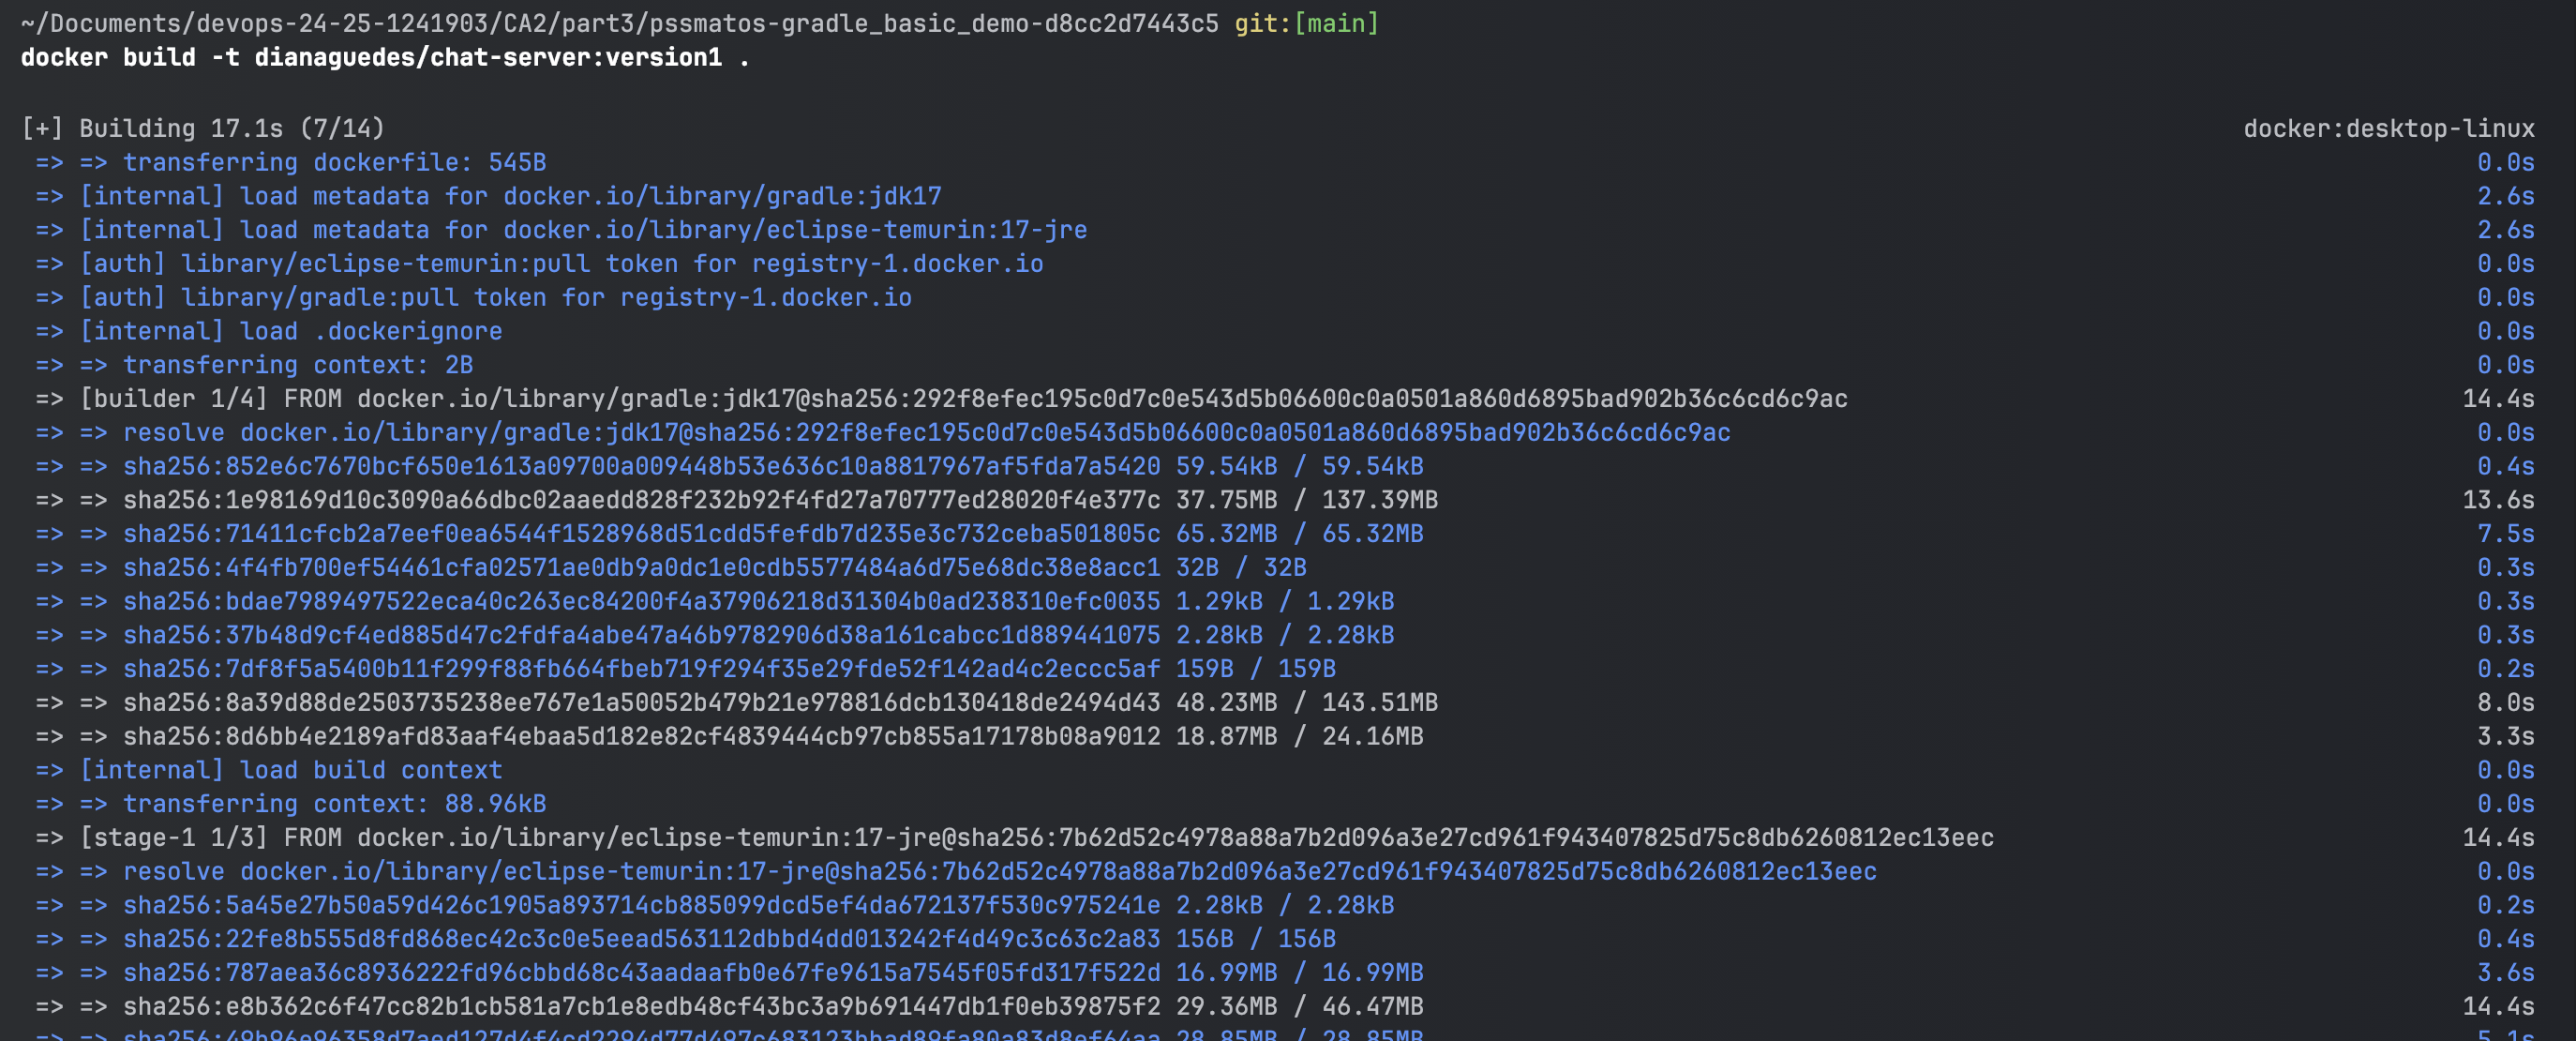 ~/Documents/devops-24-25-1241903/CA2/part3/pssmatos-gradle_basic_demo-d8cc2d7443c5 git:[main]
docker build -t dianaguedes/chat-server:version1 .
[+] Building 17.1s (7/14) docker:desktop-linux
=> => transferring dockerfile: 545B 0.0s
=> [internal] load metadata for docker.io/library/gradle:jdk17 2.6s
=> [internal] load metadata for docker.io/library/eclipse-temurin:17-jre 2.6s
=> [auth] library/eclipse-temurin:pull token for registry-1.docker.io 0.0s
=> [auth] library/gradle:pull token for registry-1.docker.io 0.0s
=> [internal] load .dockerignore 0.0s
=> => transferring context: 2B 0.0s
=> [builder 1/4] FROM docker.io/library/gradle:jdk17@sha256:292f8efec195c0d7c0e543d5b06600c0a0501a860d6895bad902b36c6cd6c9ac 14.4s
=> => resolve docker.io/library/gradle:jdk17@sha256:292f8efec195c0d7c0e543d5b06600c0a0501a860d6895bad902b36c6cd6c9ac 0.0s
=> => sha256:852e6c7670bcf650e1613a09700a009448b53e636c10a8817967af5fda7a5420 59.54kB / 59.54kB 0.4s
=> => sha256:1e98169d10c3090a66dbc02aaedd828f232b92f4fd27a70777ed28020f4e377c 37.75MB / 137.39MB 13.6s
=> => sha256:71411cfcb2a7eef0ea6544f1528968d51cdd5fefdb7d235e3c732ceba501805c 65.32MB / 65.32MB 7.5s
=> => sha256:4f4fb700ef54461cfa02571ae0db9a0dc1e0cdb5577484a6d75e68dc38e8acc1 32B / 32B 0.3s
=> => sha256:bdae7989497522eca40c263ec84200f4a37906218d31304b0ad238310efc0035 1.29kB / 1.29kB 0.3s
=> => sha256:37b48d9cf4ed885d47c2fdfa4abe47a46b9782906d38a161cabcc1d889441075 2.28kB / 2.28kB 0.3s
=> => sha256:7df8f5a5400b11f299f88fb664fbeb719f294f35e29fde52f142ad4c2eccc5af 159B / 159B 0.2s
=> => sha256:8a39d88de2503735238ee767e1a50052b479b21e978816dcb130418de2494d43 48.23MB / 143.51MB 8.0s
=> => sha256:8d6bb4e2189afd83aaf4ebaa5d182e82cf4839444cb97cb855a17178b08a9012 18.87MB / 24.16MB 3.3s
=> [internal] load build context 0.0s
=> => transferring context: 88.96kB 0.0s
=> [stage-1 1/3] FROM docker.io/library/eclipse-temurin:17-jre@sha256:7b62d52c4978a88a7b2d096a3e27cd961f943407825d75c8db6260812ec13eec 14.4s
=> => resolve docker.io/library/eclipse-temurin:17-jre@sha256:7b62d52c4978a88a7b2d096a3e27cd961f943407825d75c8db6260812ec13eec 0.0s
=> => sha256:5a45e27b50a59d426c1905a893714cb885099dcd5ef4da672137f530c975241e 2.28kB / 2.28kB 0.2s
=> => sha256:22fe8b555d8fd868ec42c3c0e5eead563112dbbd4dd013242f4d49c3c63c2a83 156B / 156B 0.4s
=> => sha256:787aea36c8936222fd96cbbd68c43aadaafb0e67fe9615a7545f05fd317f522d 16.99MB / 16.99MB 3.6s
=> => sha256:e8b362c6f47cc82b1cb581a7cb1e8edb48cf43bc3a9b691447db1f0eb39875f2 29.36MB / 46.47MB 14.4s
=> => 28.85MB / 28.85MB 5.1s